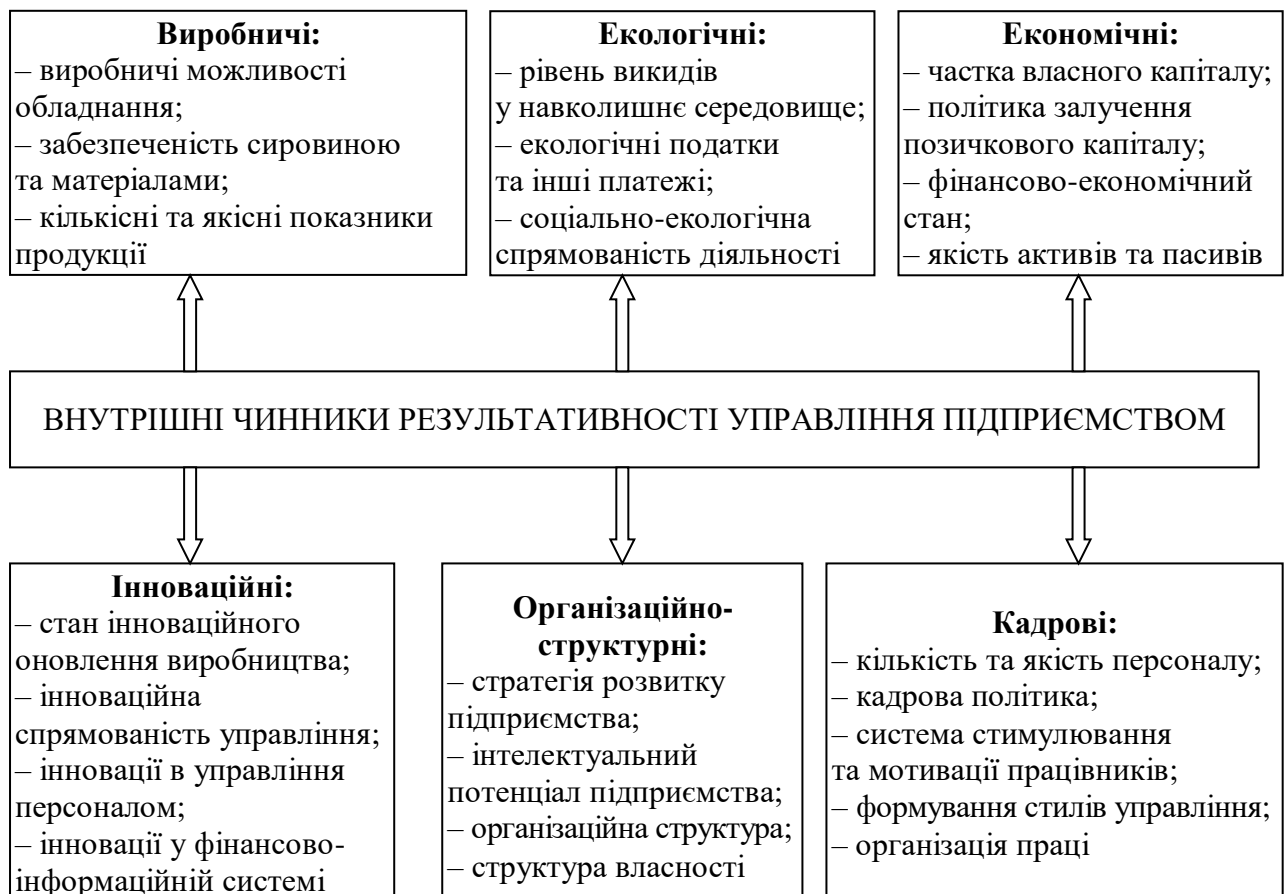 Виробничі:
– виробничі можливості
обладнання;
– забезпеченість сировиною
та матеріалами;
– кількісні та якісні показники
продукції
Екологічні:
– рівень викидів
у навколишнє середовище;
– екологічні податки
та інші платежі;
– соціально-екологічна
спрямованість діяльності
Економічні:
– частка власного капіталу;
– політика залучення
позичкового капіталу;
– фінансово-економічний
стан;
– якість активів та пасивів
ВНУТРІШНІ ЧИННИКИ РЕЗУЛЬТАТИВНОСТІ УПРАВЛІННЯ ПІДПРИЄМСТВОМ
Інноваційні:
– стан інноваційного
оновлення виробництва;
– інноваційна
спрямованість управління;
– інновації в управління
персоналом;
– інновації у фінансово-
інформаційній системі
Організаційно-
структурні:
– стратегія розвитку
підприємства;
– інтелектуальний
потенціал підприємства;
– організаційна структура;
– структура власності
Кадрові:
– кількість та якість персоналу;
– кадрова політика;
– система стимулювання
та мотивації працівників;
– формування стилів управління;
– організація праці